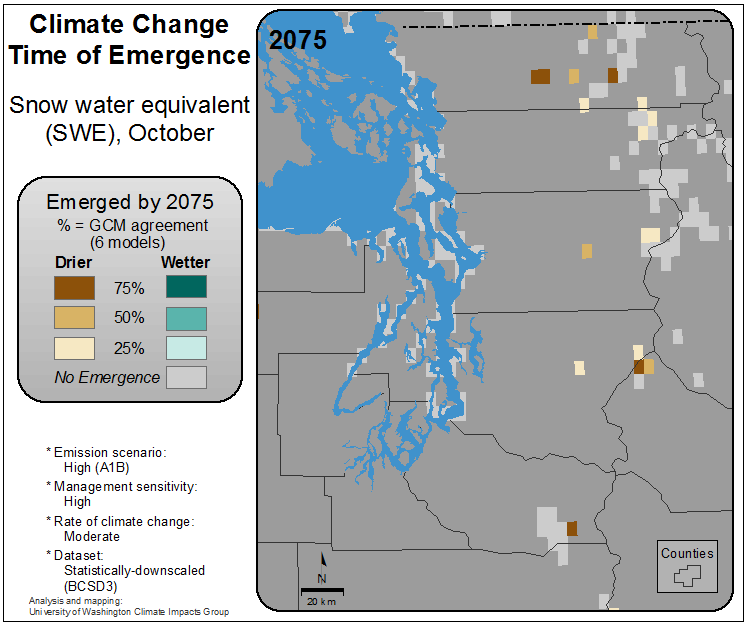 Climate Change
Time of Emergence
Snow water equivalent
(SWE), October
Emerged by 2075
% = GCM agreement
(6 models)
Drier Wetter
75%
50%
25%
No Emergence
* Emission scenario:
High (A1B)
* Management sensitivity:
High
* Rate of climate change:
Moderate
* Dataset:
Statistically-downscaled
(BCSD3)
Analysis and mapping:
University of Washington Climate Impacts Group
2075
N
20 km
Counties